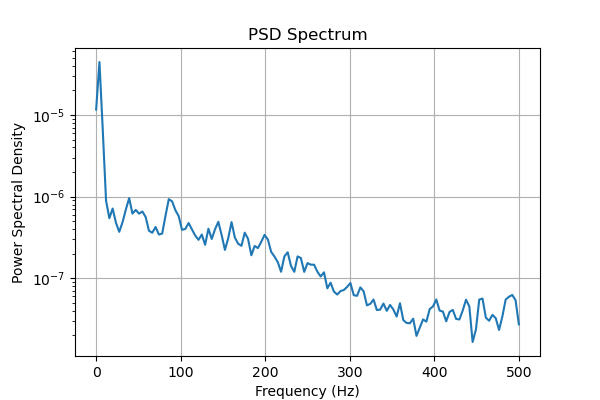 PSD Spectrum
Power Spectral Density
10⁻⁵
10⁻⁶
10⁻⁷
0 100 200 300 400 500
Frequency (Hz)